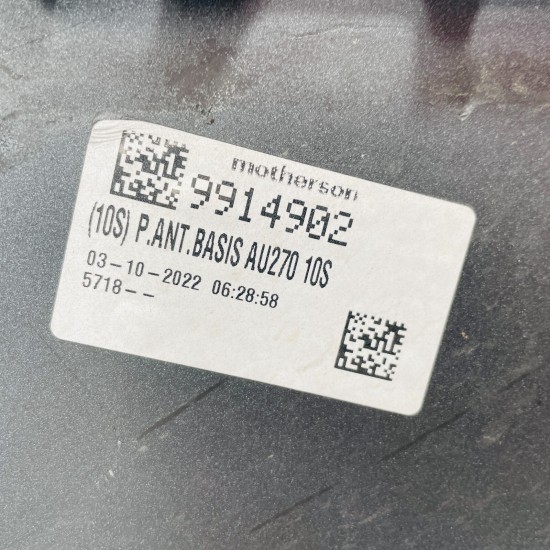 motherson
9914902
(10S) P.ANT.BASIS AU270 10S
03-10-2022 06:28:58
5718--